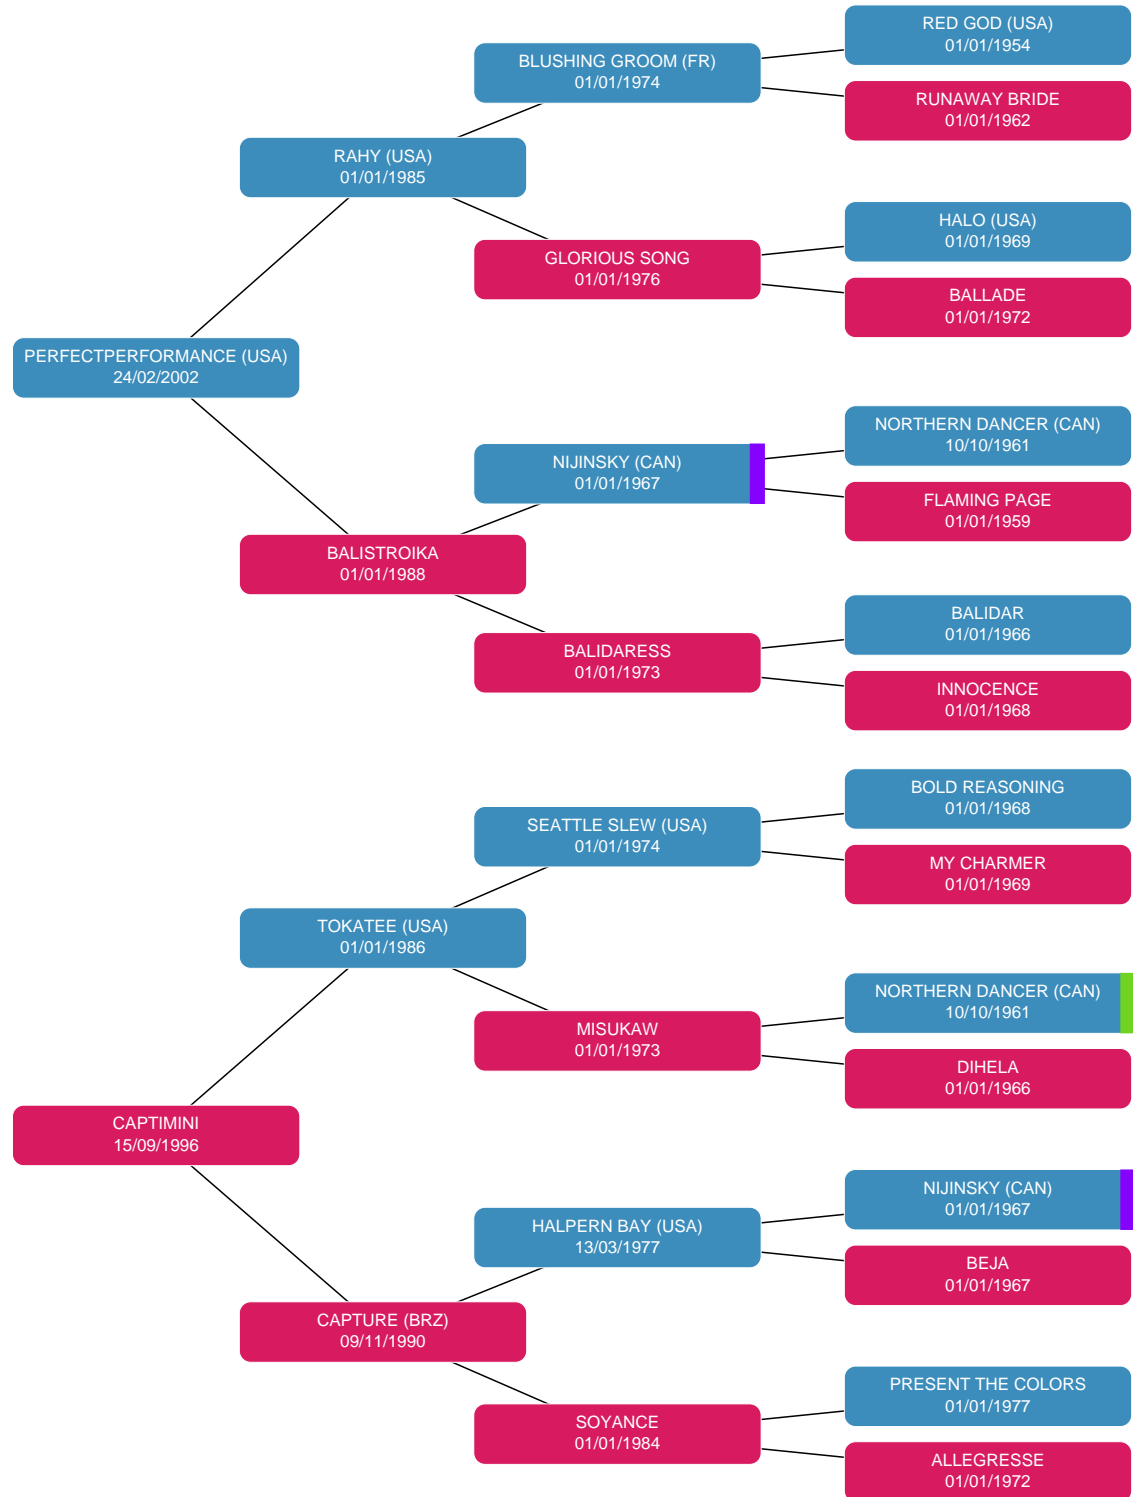 RED GOD (USA)
01/01/1954
BLUSHING GROOM (FR)
01/01/1974
RUNAWAY BRIDE
01/01/1962
RAHY (USA)
01/01/1985
HALO (USA)
01/01/1969
GLORIOUS SONG
01/01/1976
BALLADE
01/01/1972
PERFECTPERFORMANCE (USA)
24/02/2002
NORTHERN DANCER (CAN)
10/10/1961
NIJINSKY (CAN)
01/01/1967
FLAMING PAGE
01/01/1959
BALISTROIKA
01/01/1988
BALIDAR
01/01/1966
BALIDARESS
01/01/1973
INNOCENCE
01/01/1968
BOLD REASONING
01/01/1968
SEATTLE SLEW (USA)
01/01/1974
MY CHARMER
01/01/1969
TOKATEE (USA)
01/01/1986
NORTHERN DANCER (CAN)
10/10/1961
MISUKAW
01/01/1973
DIHELA
01/01/1966
CAPTIMINI
15/09/1996
NIJINSKY (CAN)
01/01/1967
HALPERN BAY (USA)
13/03/1977
BEJA
01/01/1967
CAPTURE (BRZ)
09/11/1990
PRESENT THE COLORS
01/01/1977
SOYANCE
01/01/1984
ALLEGRESSE
01/01/1972